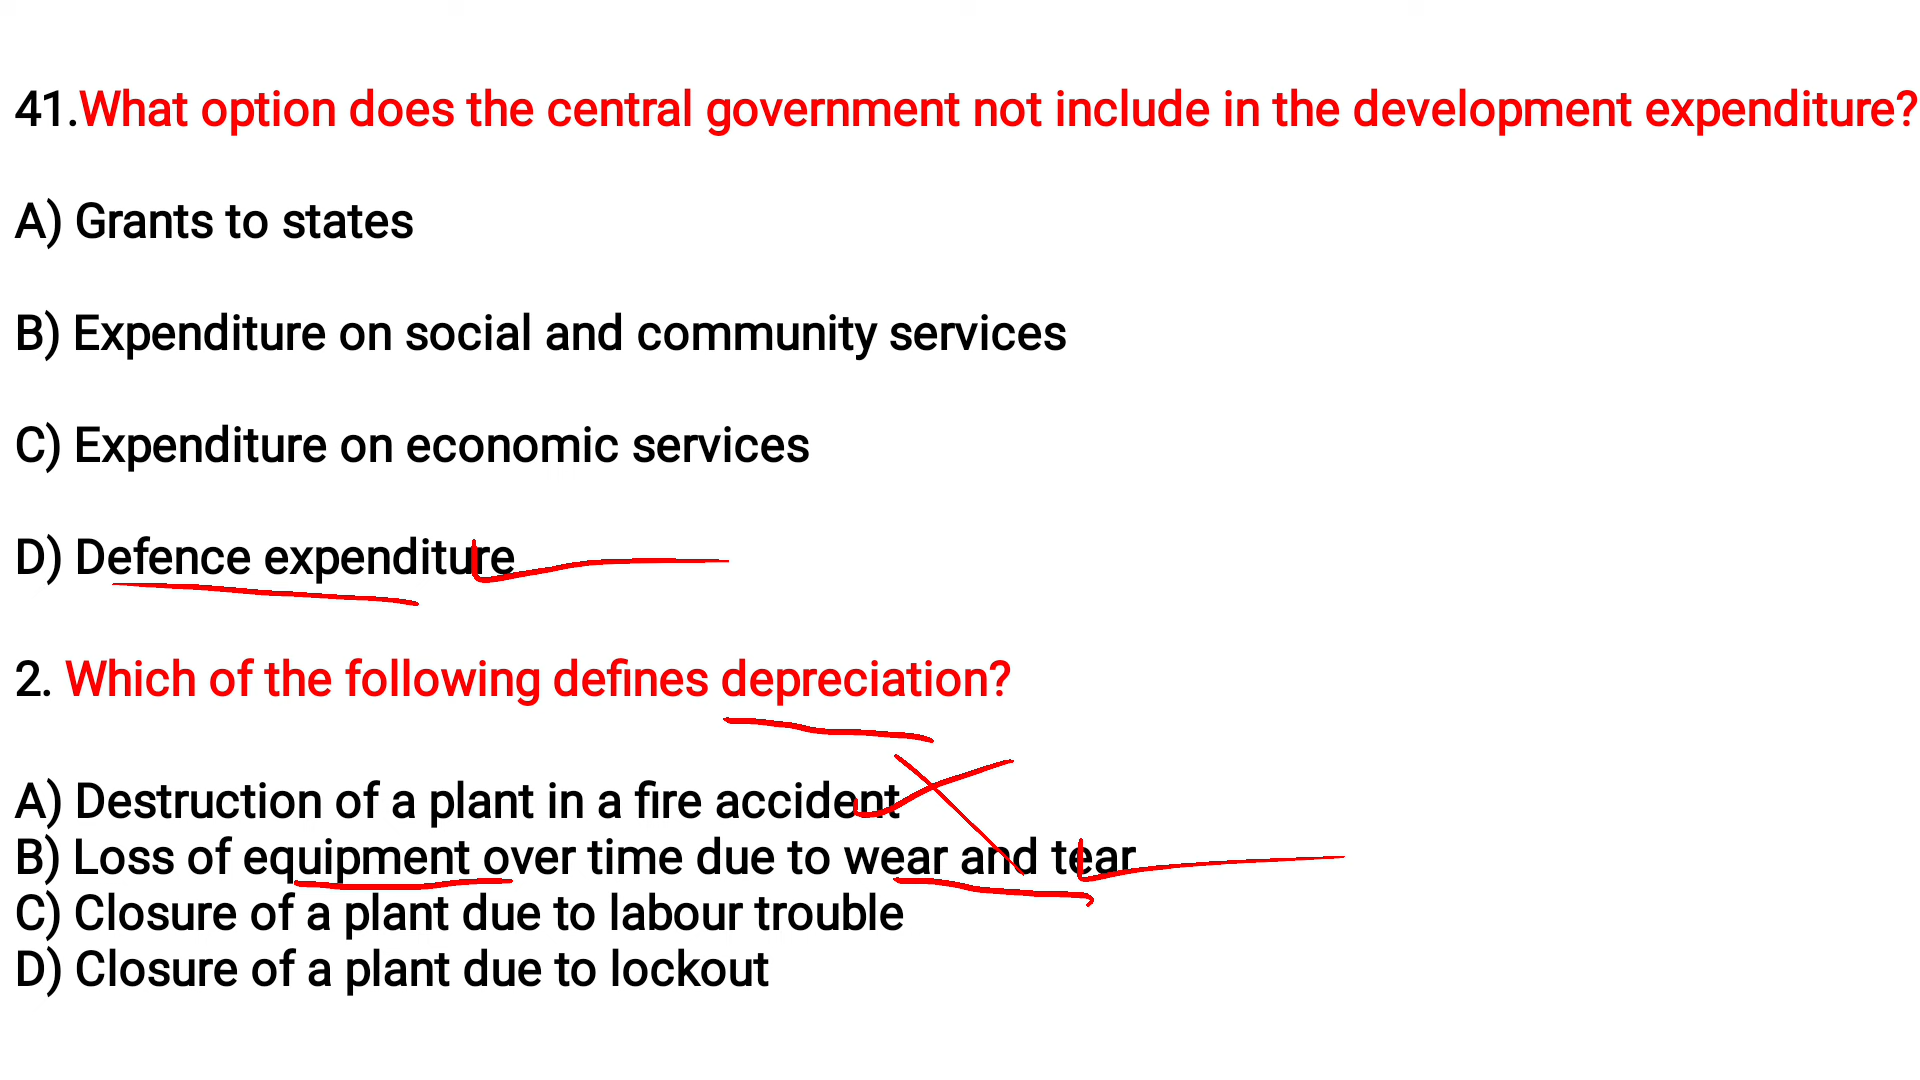 41.What option does the central government not include in the development expenditure?
A) Grants to states
B) Expenditure on social and community services
C) Expenditure on economic services
D) Defence expenditure
2. Which of the following defines depreciation?
A) Destruction of a plant in a fire accident
B) Loss of equipment over time due to wear and tear
C) Closure of a plant due to labour trouble
D) Closure of a plant due to lockout